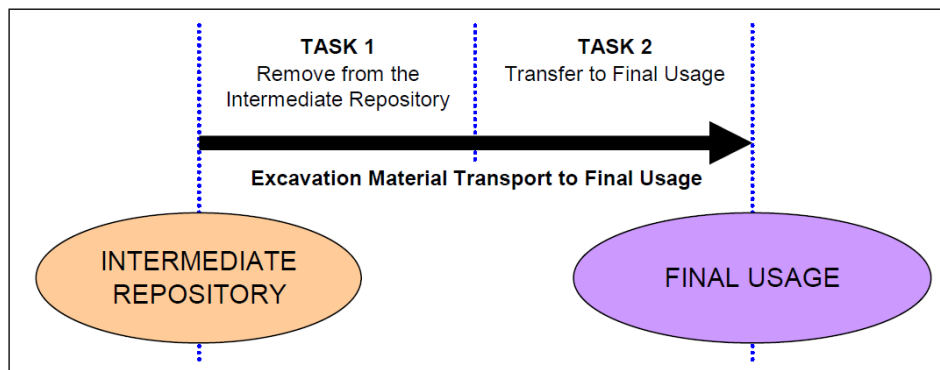 TASK 1
Remove from the
Intermediate Repository
TASK 2
Transfer to Final Usage
Excavation Material Transport to Final Usage
INTERMEDIATE
REPOSITORY
FINAL USAGE